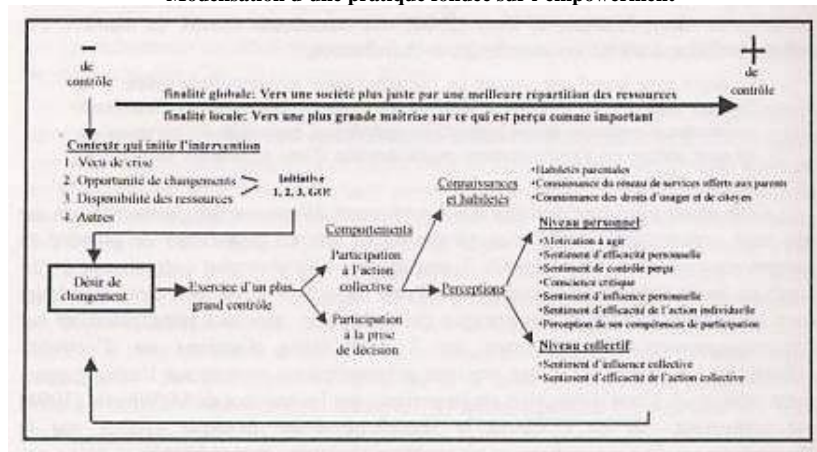 Modélisation d'une pratique fondée sur l'empowerment
-
de
contrôle
+
de
contrôle
finalité globale: Vers une société plus juste par une meilleure répartition des ressources
finalité locale: Vers une plus grande maîtrise sur ce qui est perçu comme important
Contexte qui initie l'intervention
1. Vécu de crise
2. Opportunité de changements
3. Disponibilité des ressources
4. Autres
Initiative
1, 2, 3, GO!
Désir de
changement
Exercice d'un plus
grand contrôle
Comportements
Participation
à l'action
collective
Participation
à la prise
de décision
Connaissances
et habiletés
•Habiletés parentales
•Connaissance du réseau de services offerts aux parents
•Connaissance des droits d'usager et de citoyen
Perceptions
Niveau personnel
•Motivation à agir
•Sentiment d'efficacité personnelle
•Sentiment de contrôle perçu
•Conscience critique
•Sentiment d'influence personnelle
•Sentiment d'efficacité de l'action individuelle
•Perception de ses compétences de participation
Niveau collectif
•Sentiment d'influence collective
•Sentiment d'efficacité de l'action collective